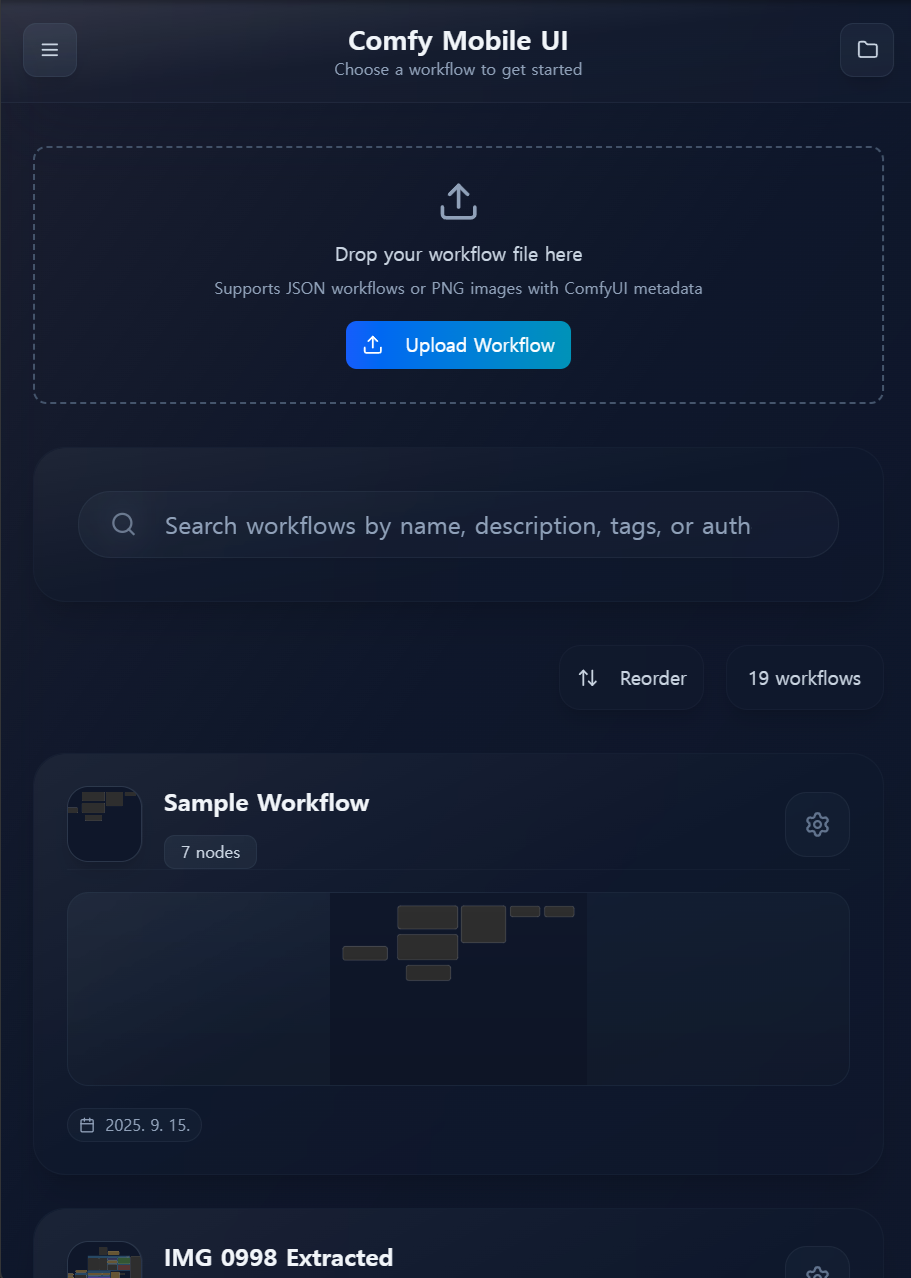 Comfy Mobile UI
Choose a workflow to get started
Drop your workflow file here
Supports JSON workflows or PNG images with ComfyUI metadata
Upload Workflow
Search workflows by name, description, tags, or auth
Reorder
19 workflows
Sample Workflow
7 nodes
2025. 9. 15.
IMG 0998 Extracted